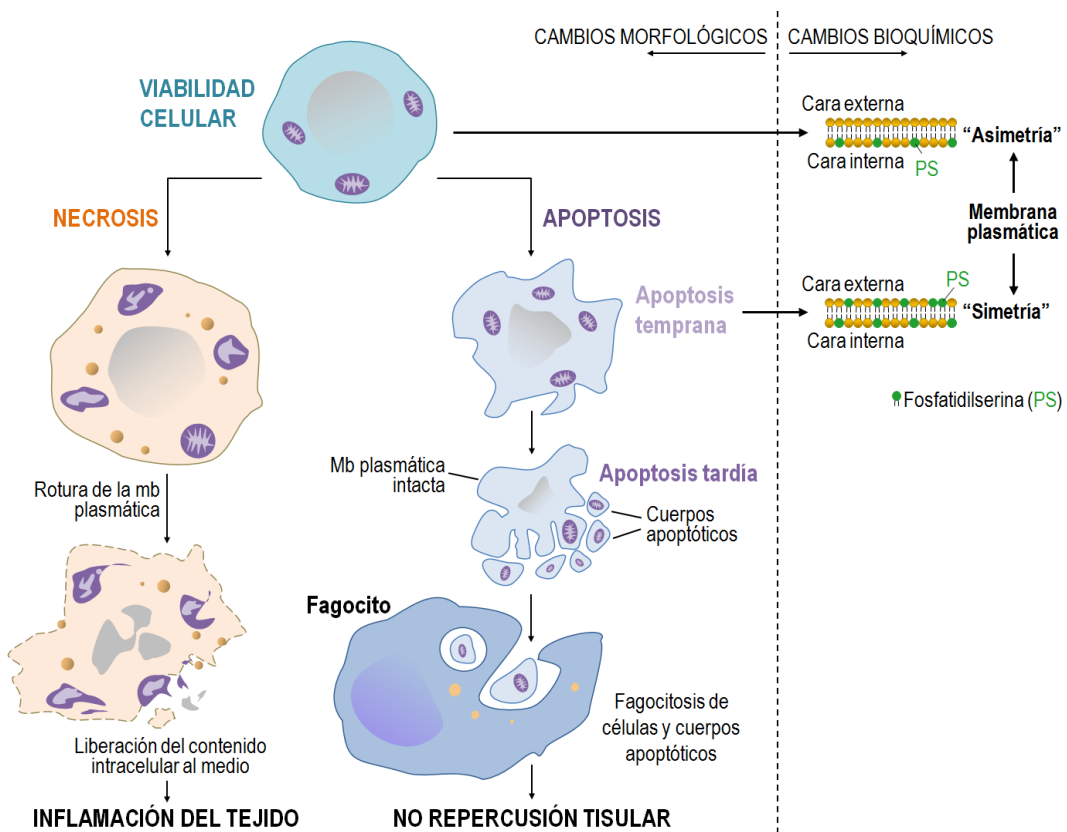 CAMBIOS MORFOLÓGICOS
CAMBIOS BIOQUÍMICOS
VIABILIDAD
CELULAR
Cara externa
Cara interna
PS
“Asimetría”
Membrana
plasmática
NECROSIS
APOPTOSIS
Apoptosis
temprana
Cara externa
PS
“Simetría”
Cara interna
Fosfatidilserina (PS)
Rotura de la mb
plasmática
Mb plasmática
intacta
Apoptosis tardía
Cuerpos
apoptóticos
Fagocito
Fagocitosis de
células y cuerpos
apoptóticos
Liberación del contenido
intracelular al medio
INFLAMACIÓN DEL TEJIDO
NO REPERCUSIÓN TISULAR